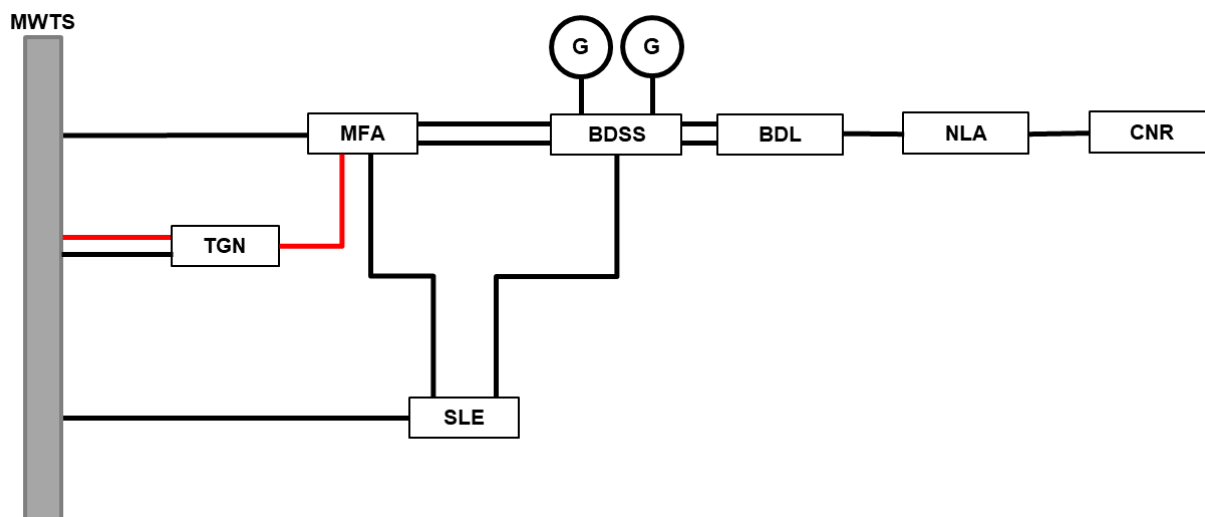 MWTS
G G
MFA BDSS BDL NLA CNR
TGN
SLE